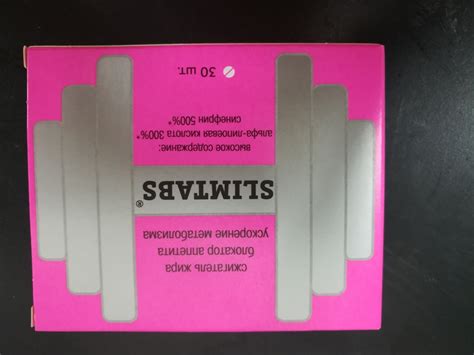 сжигатель жира
блокатор аппетита
ускорение метаболизма
SLIMTABS®
высокое содержание:
альфа-липоевая кислота 300%*
синефрин 500%*
30 шт.